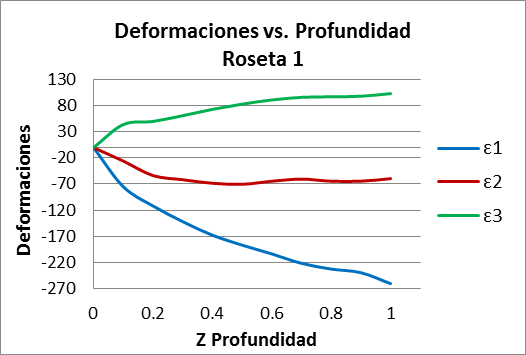 Deformaciones vs. Profundidad
Roseta 1
130
80
30
-20
-70
-120
-170
-220
-270
Deformaciones
0
0.2
0.4
0.6
0.8
1
Z Profundidad
ε1
ε2
ε3